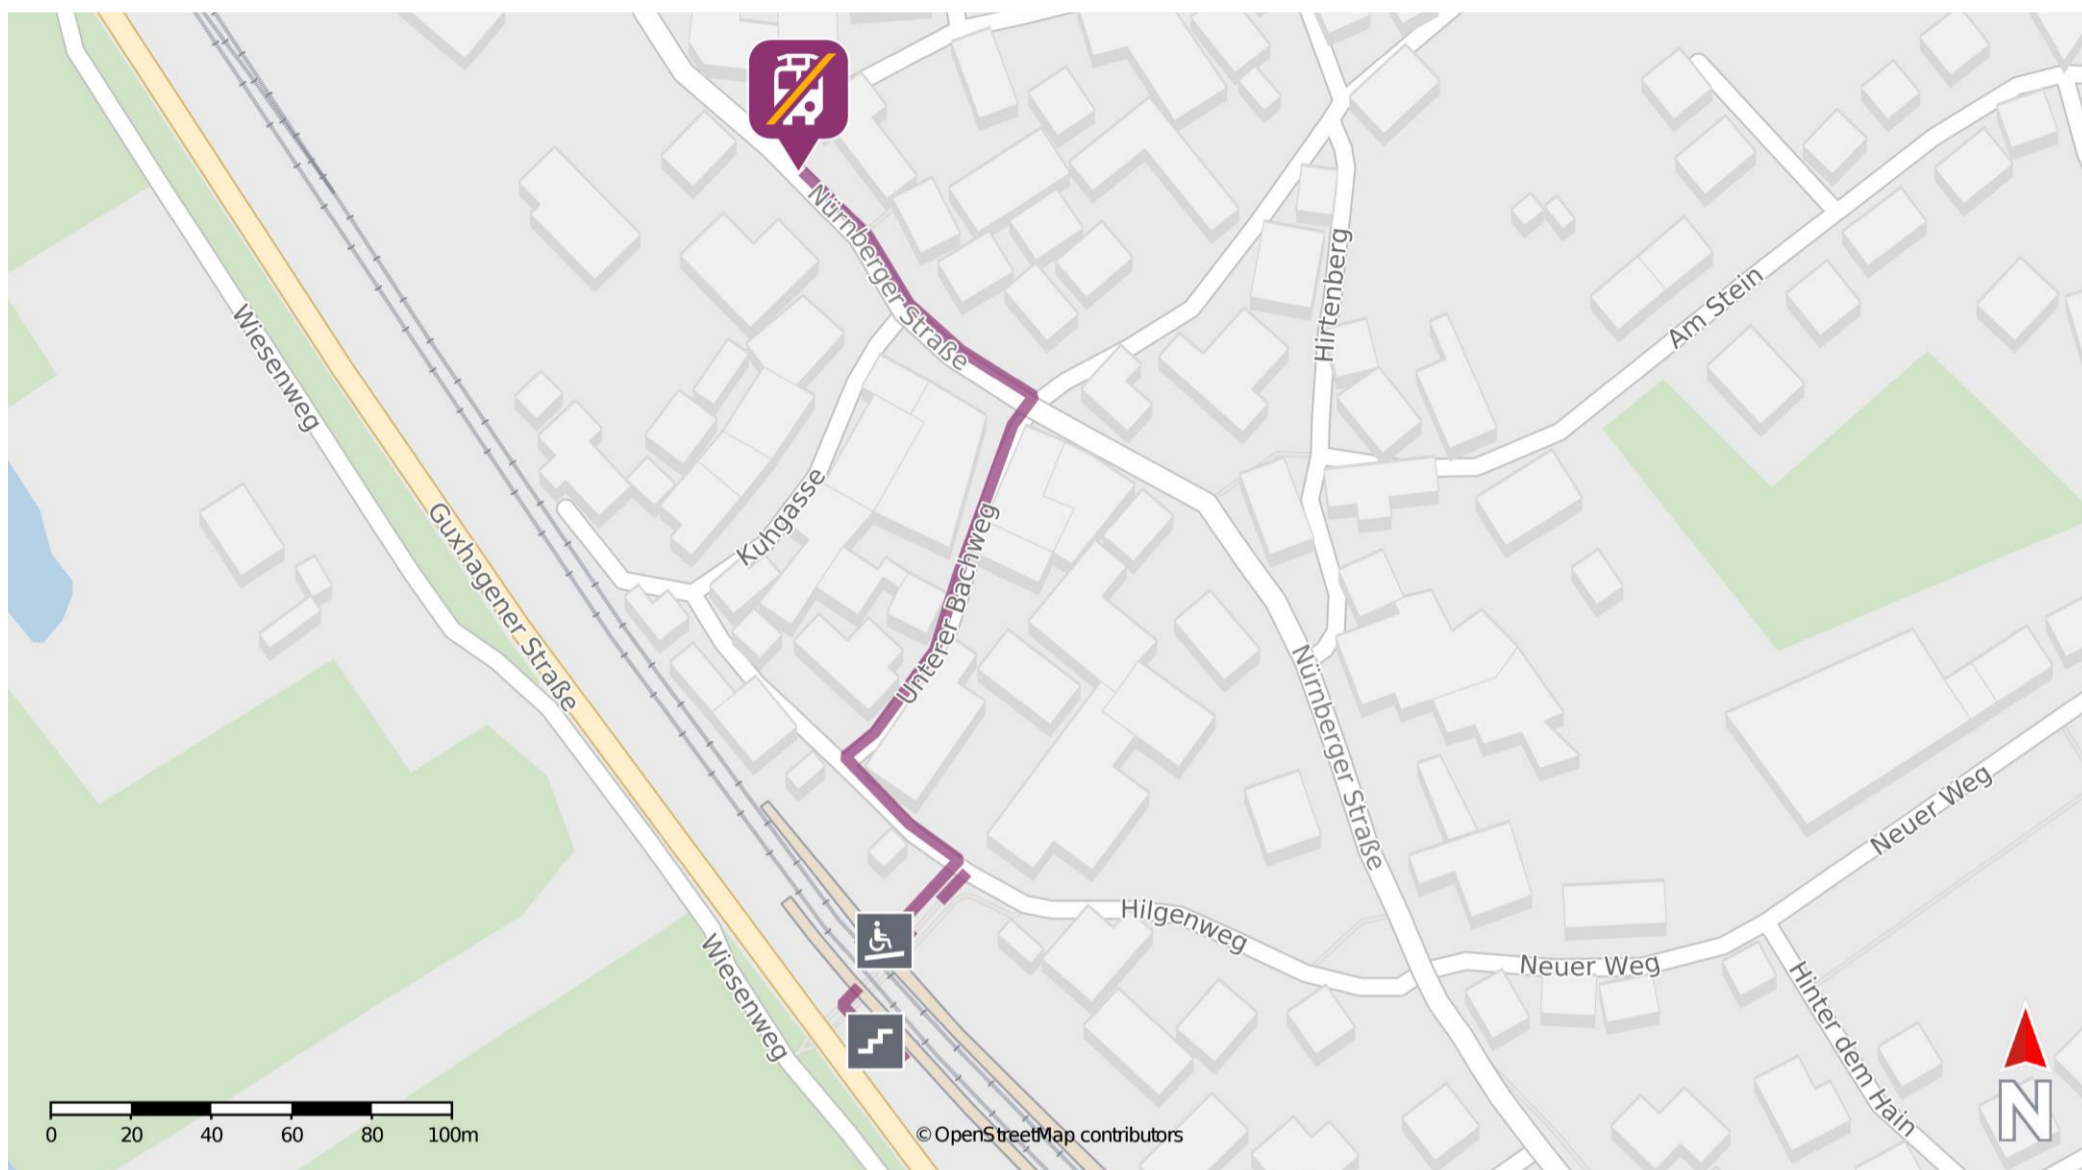 Nürnberger Straße
Hirtenberg
Am Stein
Wiesenweg
Kuhgasse
Guxhagener Straße
Unterer Bachweg
Nürnberger Straße
Neuer Weg
Hilgenweg
Neuer Weg
Wiesenweg
Hinter dem Hain
N
0 20 40 60 80 100m
© OpenStreetMap contributors